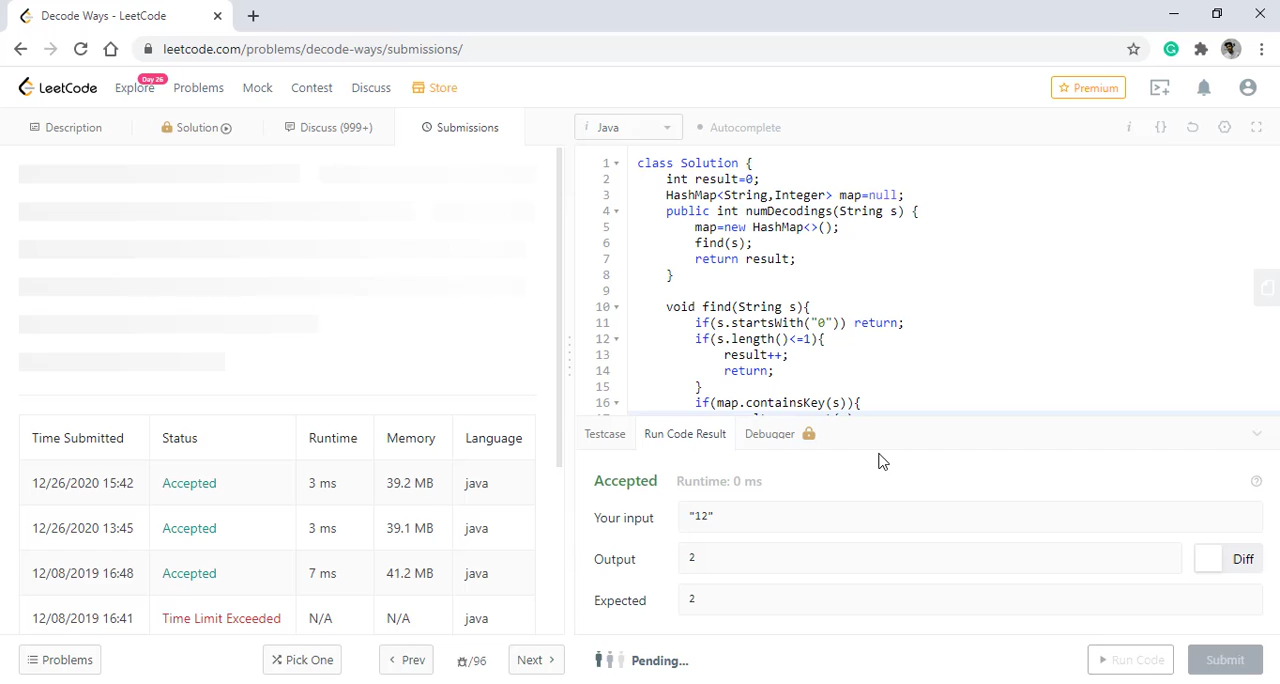 Decode Ways - LeetCode
leetcode.com/problems/decode-ways/submissions/
LeetCode Explore Day 26 Problems Mock Contest Discuss Store Premium
Description Solution Discuss (999+) Submissions
i Java Autocomplete
1 class Solution {
2 int result=0;
3 HashMap<String,Integer> map=null;
4 public int numDecodings(String s) {
5 map=new HashMap<>();
6 find(s);
7 return result;
8 }
9
10 void find(String s){
11 if(s.startsWith("0")) return;
12 if(s.length()<=1){
13 result++;
14 return;
15 }
16 if(map.containsKey(s)){
Testcase Run Code Result Debugger
Accepted Runtime: 0 ms
Your input "12"
Output 2 Diff
Expected 2
Time Submitted Status Runtime Memory Language
12/26/2020 15:42 Accepted 3 ms 39.2 MB java
12/26/2020 13:45 Accepted 3 ms 39.1 MB java
12/08/2019 16:48 Accepted 7 ms 41.2 MB java
12/08/2019 16:41 Time Limit Exceeded N/A N/A java
Problems Pick One Prev /96 Next Pending... Run Code Submit